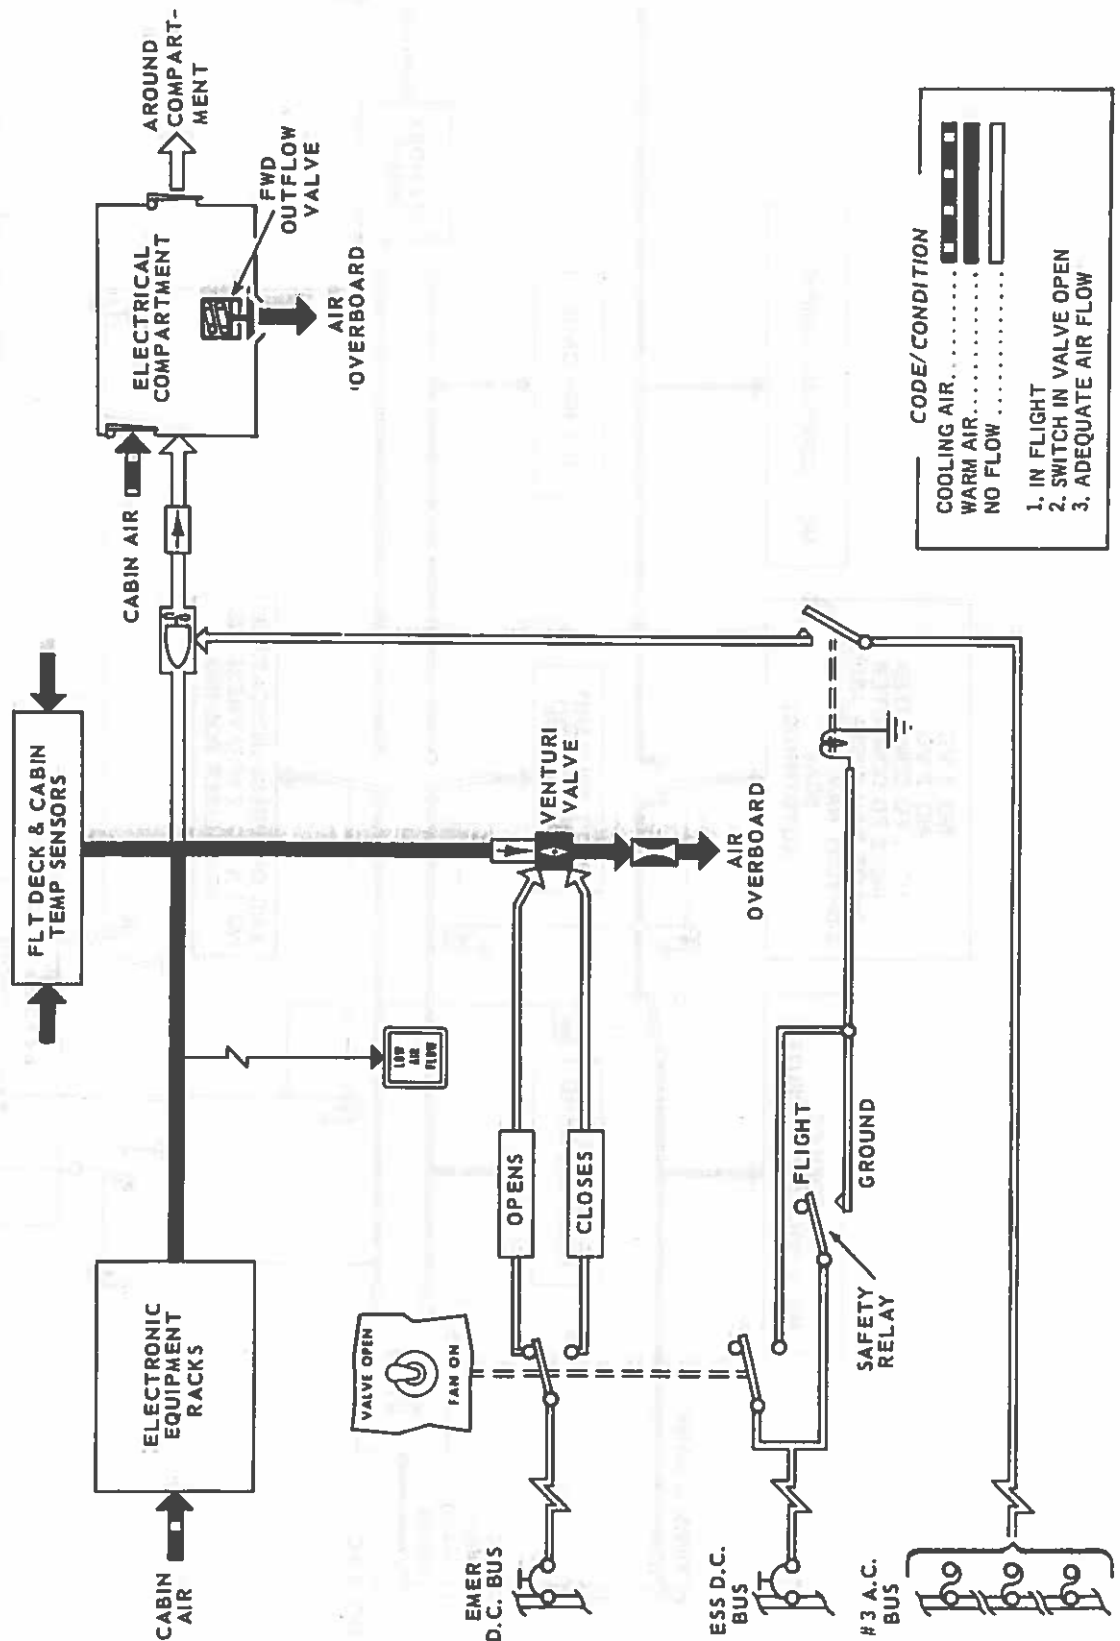 CABIN
AIR
ELECTRONIC
EQUIPMENT
RACKS
FLT DECK & CABIN
TEMP SENSORS
CABIN AIR
ELECTRICAL
COMPARTMENT
AROUND
COMPART-
MENT
FWD
OUTFLOW
VALVE
AIR
OVERBOARD
LOW
AIR
FLOW
VALVE OPEN
FAN ON
EMER
D.C. BUS
OPENS
CLOSES
VENTURI
VALVE
AIR
OVERBOARD
ESS D.C.
BUS
FLIGHT
GROUND
SAFETY
RELAY
#3 A.C.
BUS
CODE/CONDITION
COOLING AIR..........
WARM AIR.............
NO FLOW ............
1. IN FLIGHT
2. SWITCH IN VALVE OPEN
3. ADEQUATE AIR FLOW